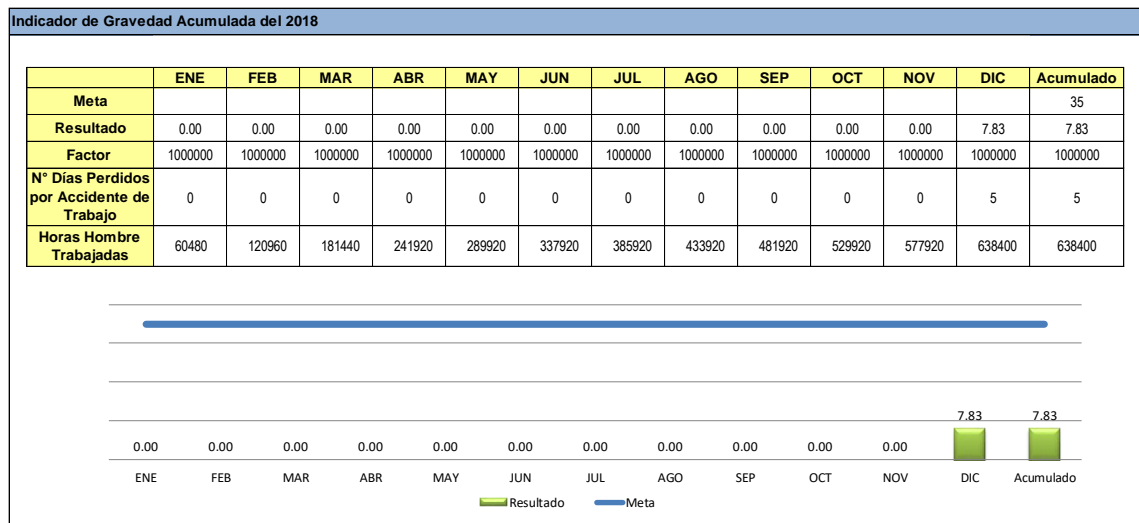 Indicador de Gravedad Acumulada del 2018
ENE FEB MAR ABR MAY JUN JUL AGO SEP OCT NOV DIC Acumulado
Meta 35
Resultado 0.00 0.00 0.00 0.00 0.00 0.00 0.00 0.00 0.00 0.00 0.00 7.83 7.83
Factor 1000000 1000000 1000000 1000000 1000000 1000000 1000000 1000000 1000000 1000000 1000000 1000000 1000000
N° Días Perdidos
por Accidente de
Trabajo
0 0 0 0 0 0 0 0 0 0 0 5 5
Horas Hombre
Trabajadas
60480 120960 181440 241920 289920 337920 385920 433920 481920 529920 577920 638400 638400
7.83 7.83
0.00 0.00 0.00 0.00 0.00 0.00 0.00 0.00 0.00 0.00 0.00
ENE FEB MAR ABR MAY JUN JUL AGO SEP OCT NOV DIC Acumulado
Resultado Meta